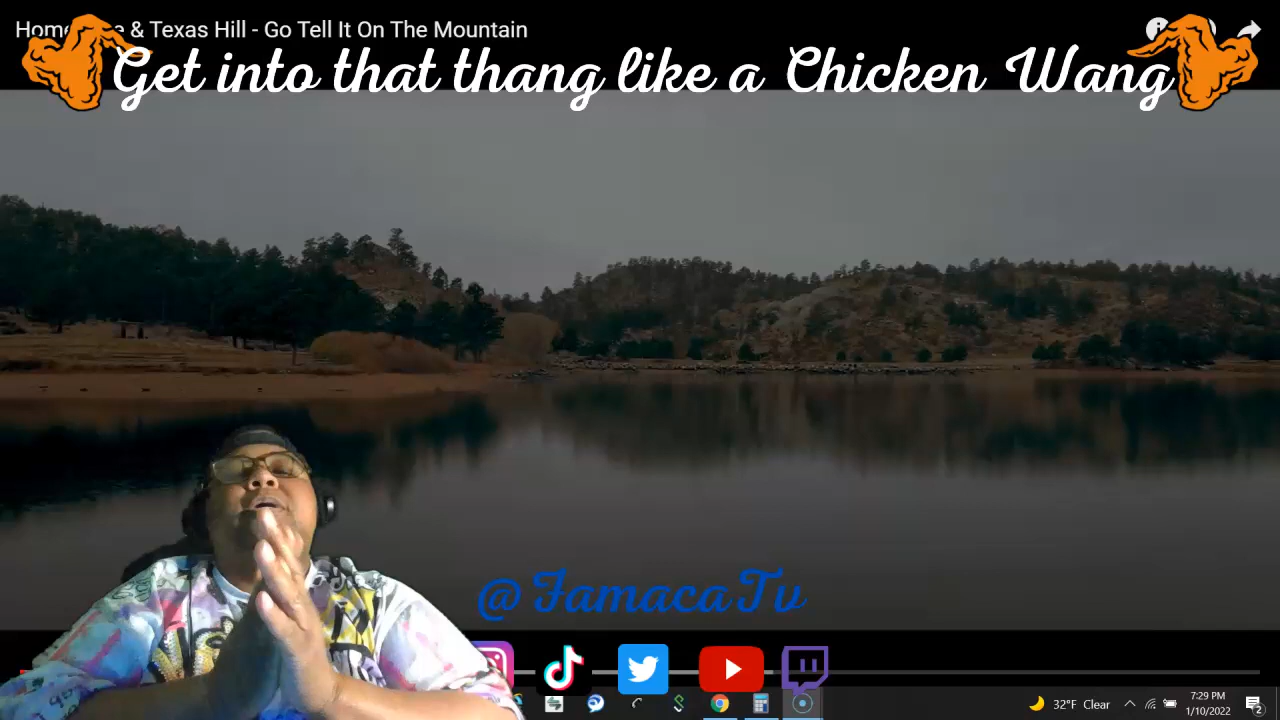 & Texas Hill - Go Tell It On The Mountain
Get into that thang like a Chicken Wang
@FamacaTv
32°F Clear
7:29 PM
1/10/2022
2